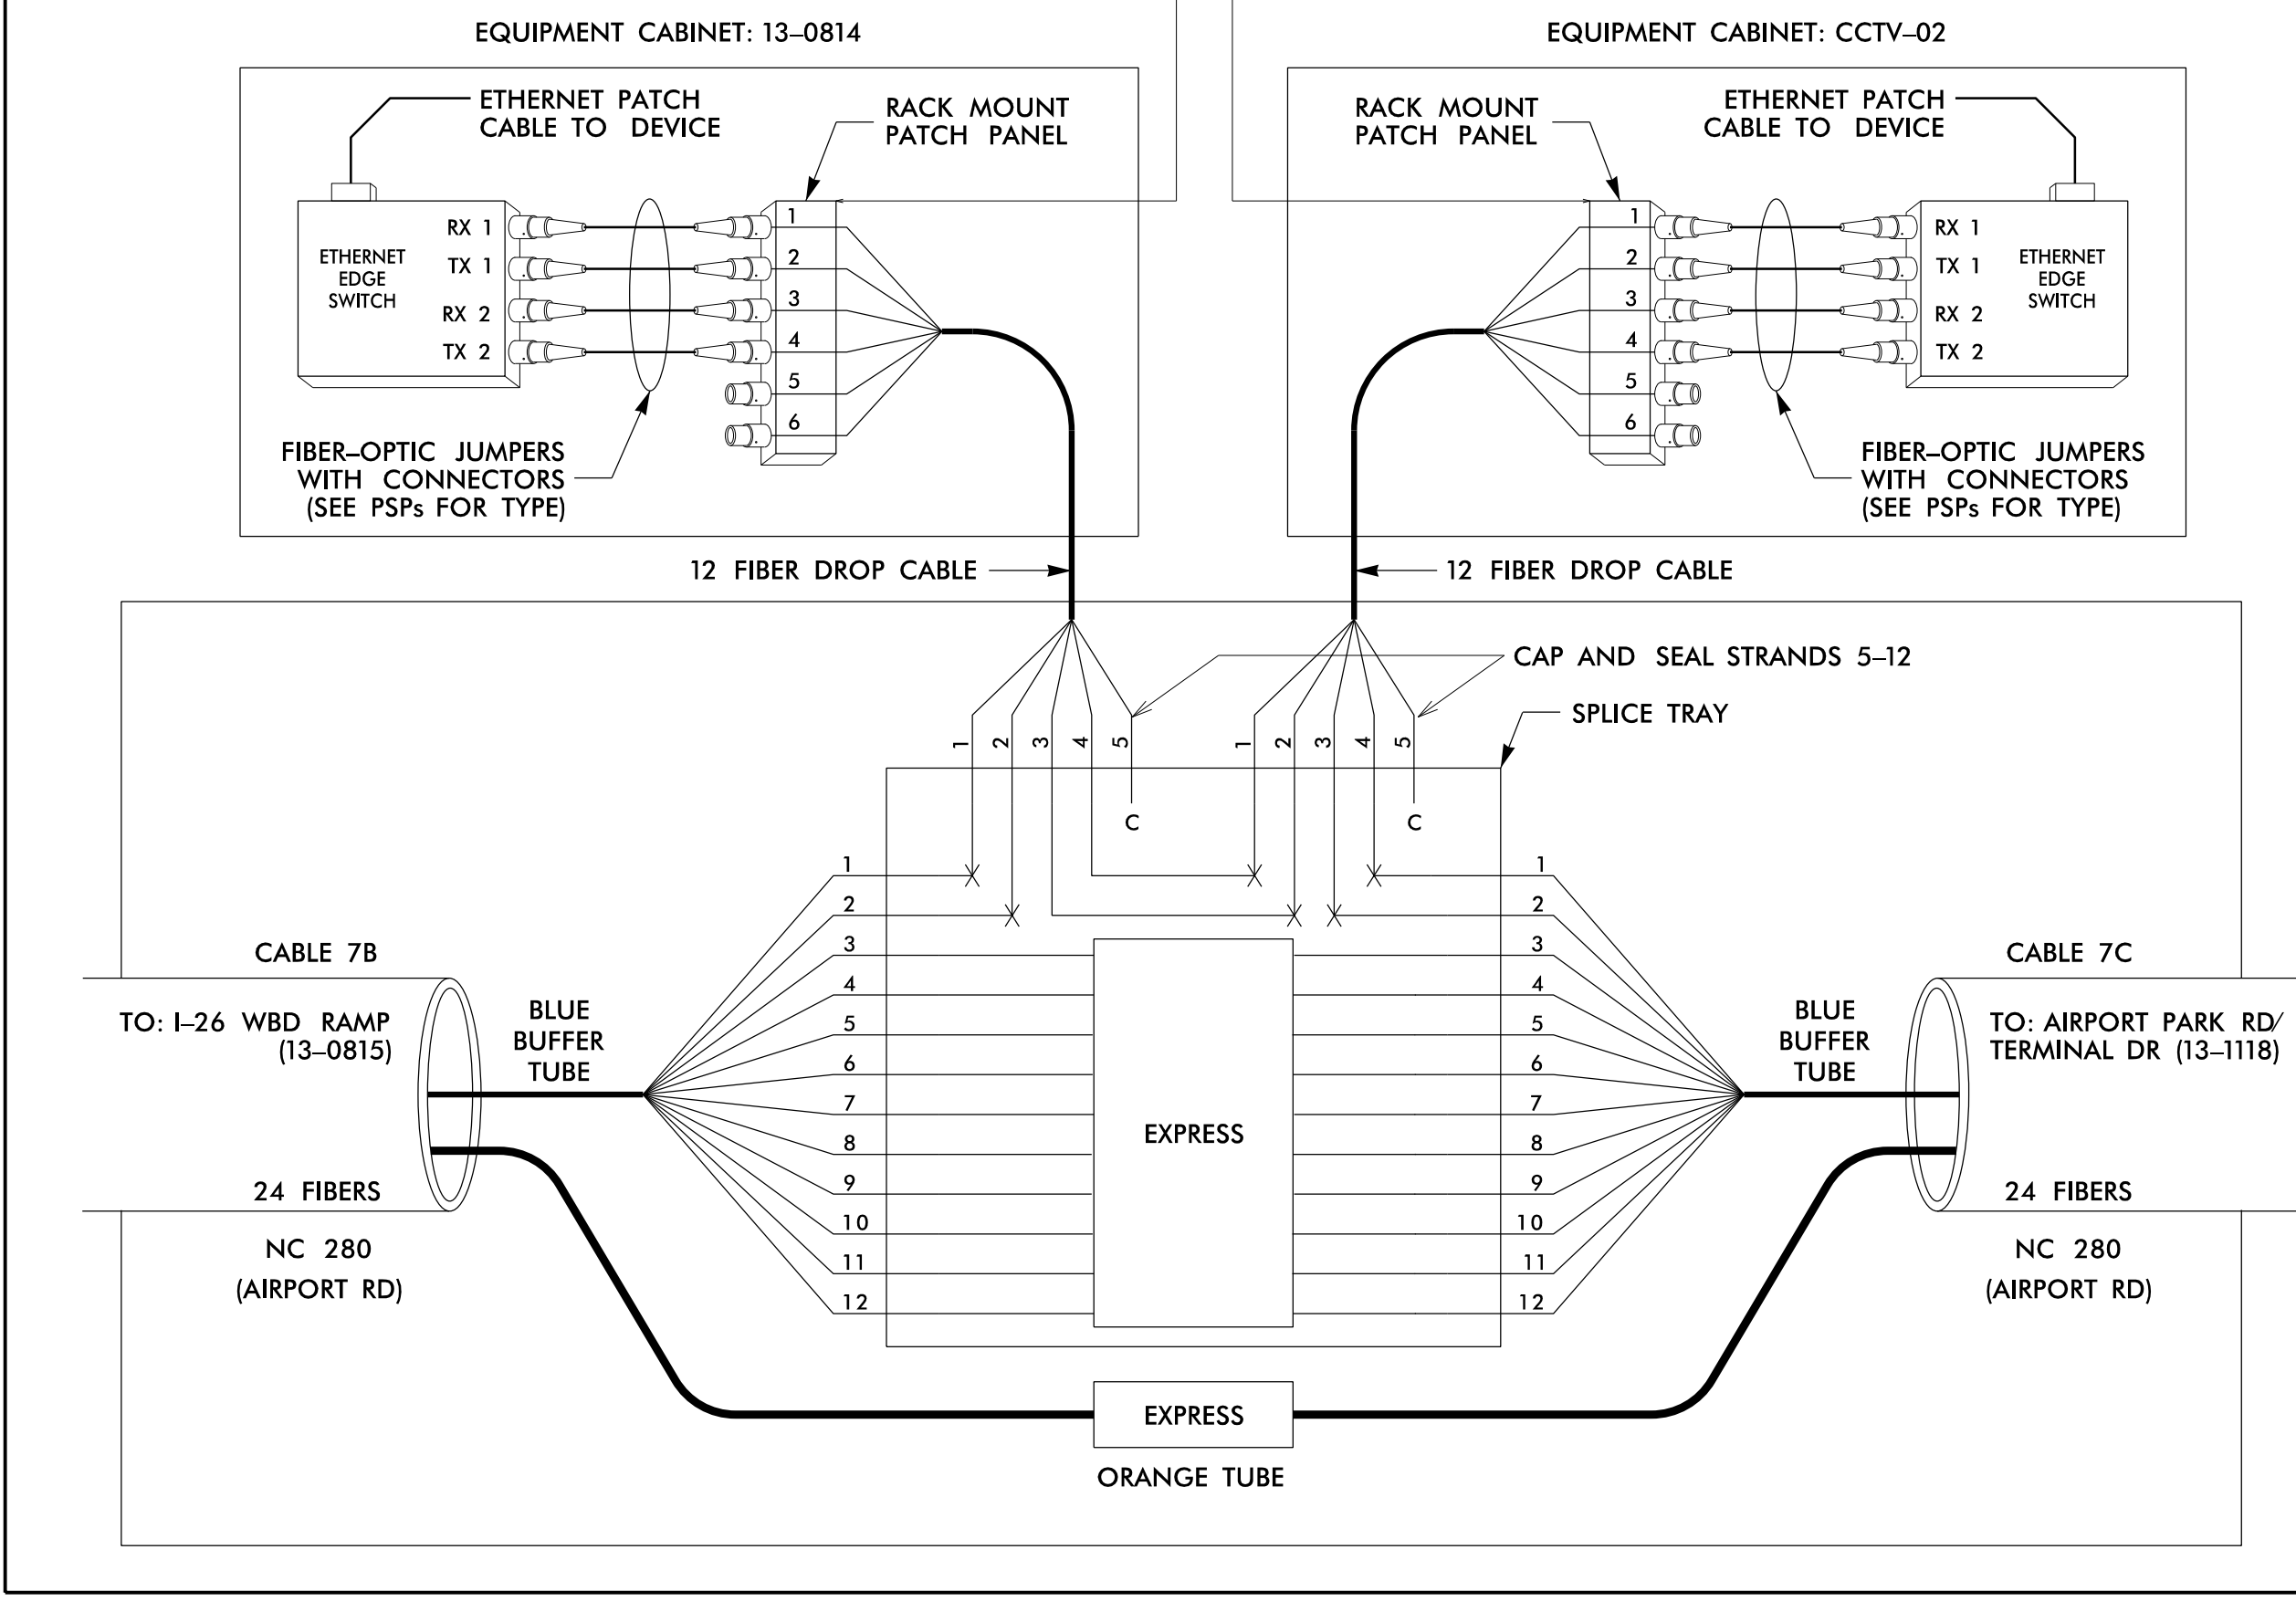 EQUIPMENT CABINET: 13–0814
ETHERNET PATCH
CABLE TO DEVICE
RACK MOUNT
PATCH PANEL
ETHERNET
EDGE
SWITCH
RX 1
TX 1
RX 2
TX 2
1
2
3
4
5
6
FIBER–OPTIC JUMPERS
WITH CONNECTORS
(SEE PSPs FOR TYPE)
EQUIPMENT CABINET: CCTV–02
RACK MOUNT
PATCH PANEL
ETHERNET PATCH
CABLE TO DEVICE
1
2
3
4
5
6
RX 1
TX 1
RX 2
TX 2
ETHERNET
EDGE
SWITCH
FIBER–OPTIC JUMPERS
WITH CONNECTORS
(SEE PSPs FOR TYPE)
12 FIBER DROP CABLE
12 FIBER DROP CABLE
CAP AND SEAL STRANDS 5–12
SPLICE TRAY
1
2
3
4
5
1
2
3
4
5
C
C
CABLE 7B
TO: I–26 WBD RAMP
(13–0815)
24 FIBERS
NC 280
(AIRPORT RD)
BLUE
BUFFER
TUBE
1
2
3
4
5
6
7
8
9
10
11
12
EXPRESS
1
2
3
4
5
6
7
8
9
10
11
12
BLUE
BUFFER
TUBE
CABLE 7C
TO: AIRPORT PARK RD/
TERMINAL DR (13–1118)
24 FIBERS
NC 280
(AIRPORT RD)
EXPRESS
ORANGE TUBE